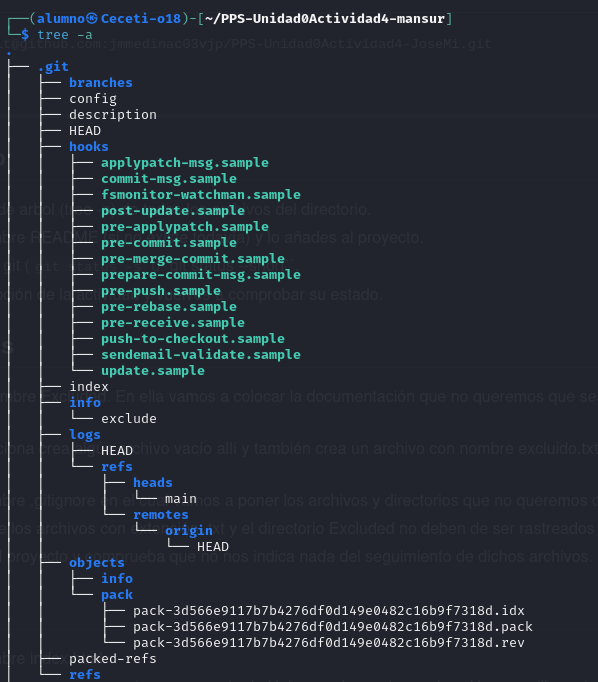 ┌──(alumno㉿Ceceti-o18)-[~/PPS-Unidad0Actividad4-mansur]
└─$ tree -a
.
├── .git
│   ├── branches
│   ├── config
│   ├── description
│   ├── HEAD
│   ├── hooks
│   │   ├── applypatch-msg.sample
│   │   ├── commit-msg.sample
│   │   ├── fsmonitor-watchman.sample
│   │   ├── post-update.sample
│   │   ├── pre-applypatch.sample
│   │   ├── pre-commit.sample
│   │   ├── pre-merge-commit.sample
│   │   ├── prepare-commit-msg.sample
│   │   ├── pre-push.sample
│   │   ├── pre-rebase.sample
│   │   ├── pre-receive.sample
│   │   ├── push-to-checkout.sample
│   │   ├── sendemail-validate.sample
│   │   └── update.sample
│   ├── index
│   ├── info
│   │   └── exclude
│   ├── logs
│   │   ├── HEAD
│   │   └── refs
│   │       ├── heads
│   │       │   └── main
│   │       └── remotes
│   │           └── origin
│   │               └── HEAD
│   ├── objects
│   │   ├── info
│   │   └── pack
│   │       ├── pack-3d566e9117b7b4276df0d149e0482c16b9f7318d.idx
│   │       ├── pack-3d566e9117b7b4276df0d149e0482c16b9f7318d.pack
│   │       └── pack-3d566e9117b7b4276df0d149e0482c16b9f7318d.rev
│   ├── packed-refs
│   └── refs